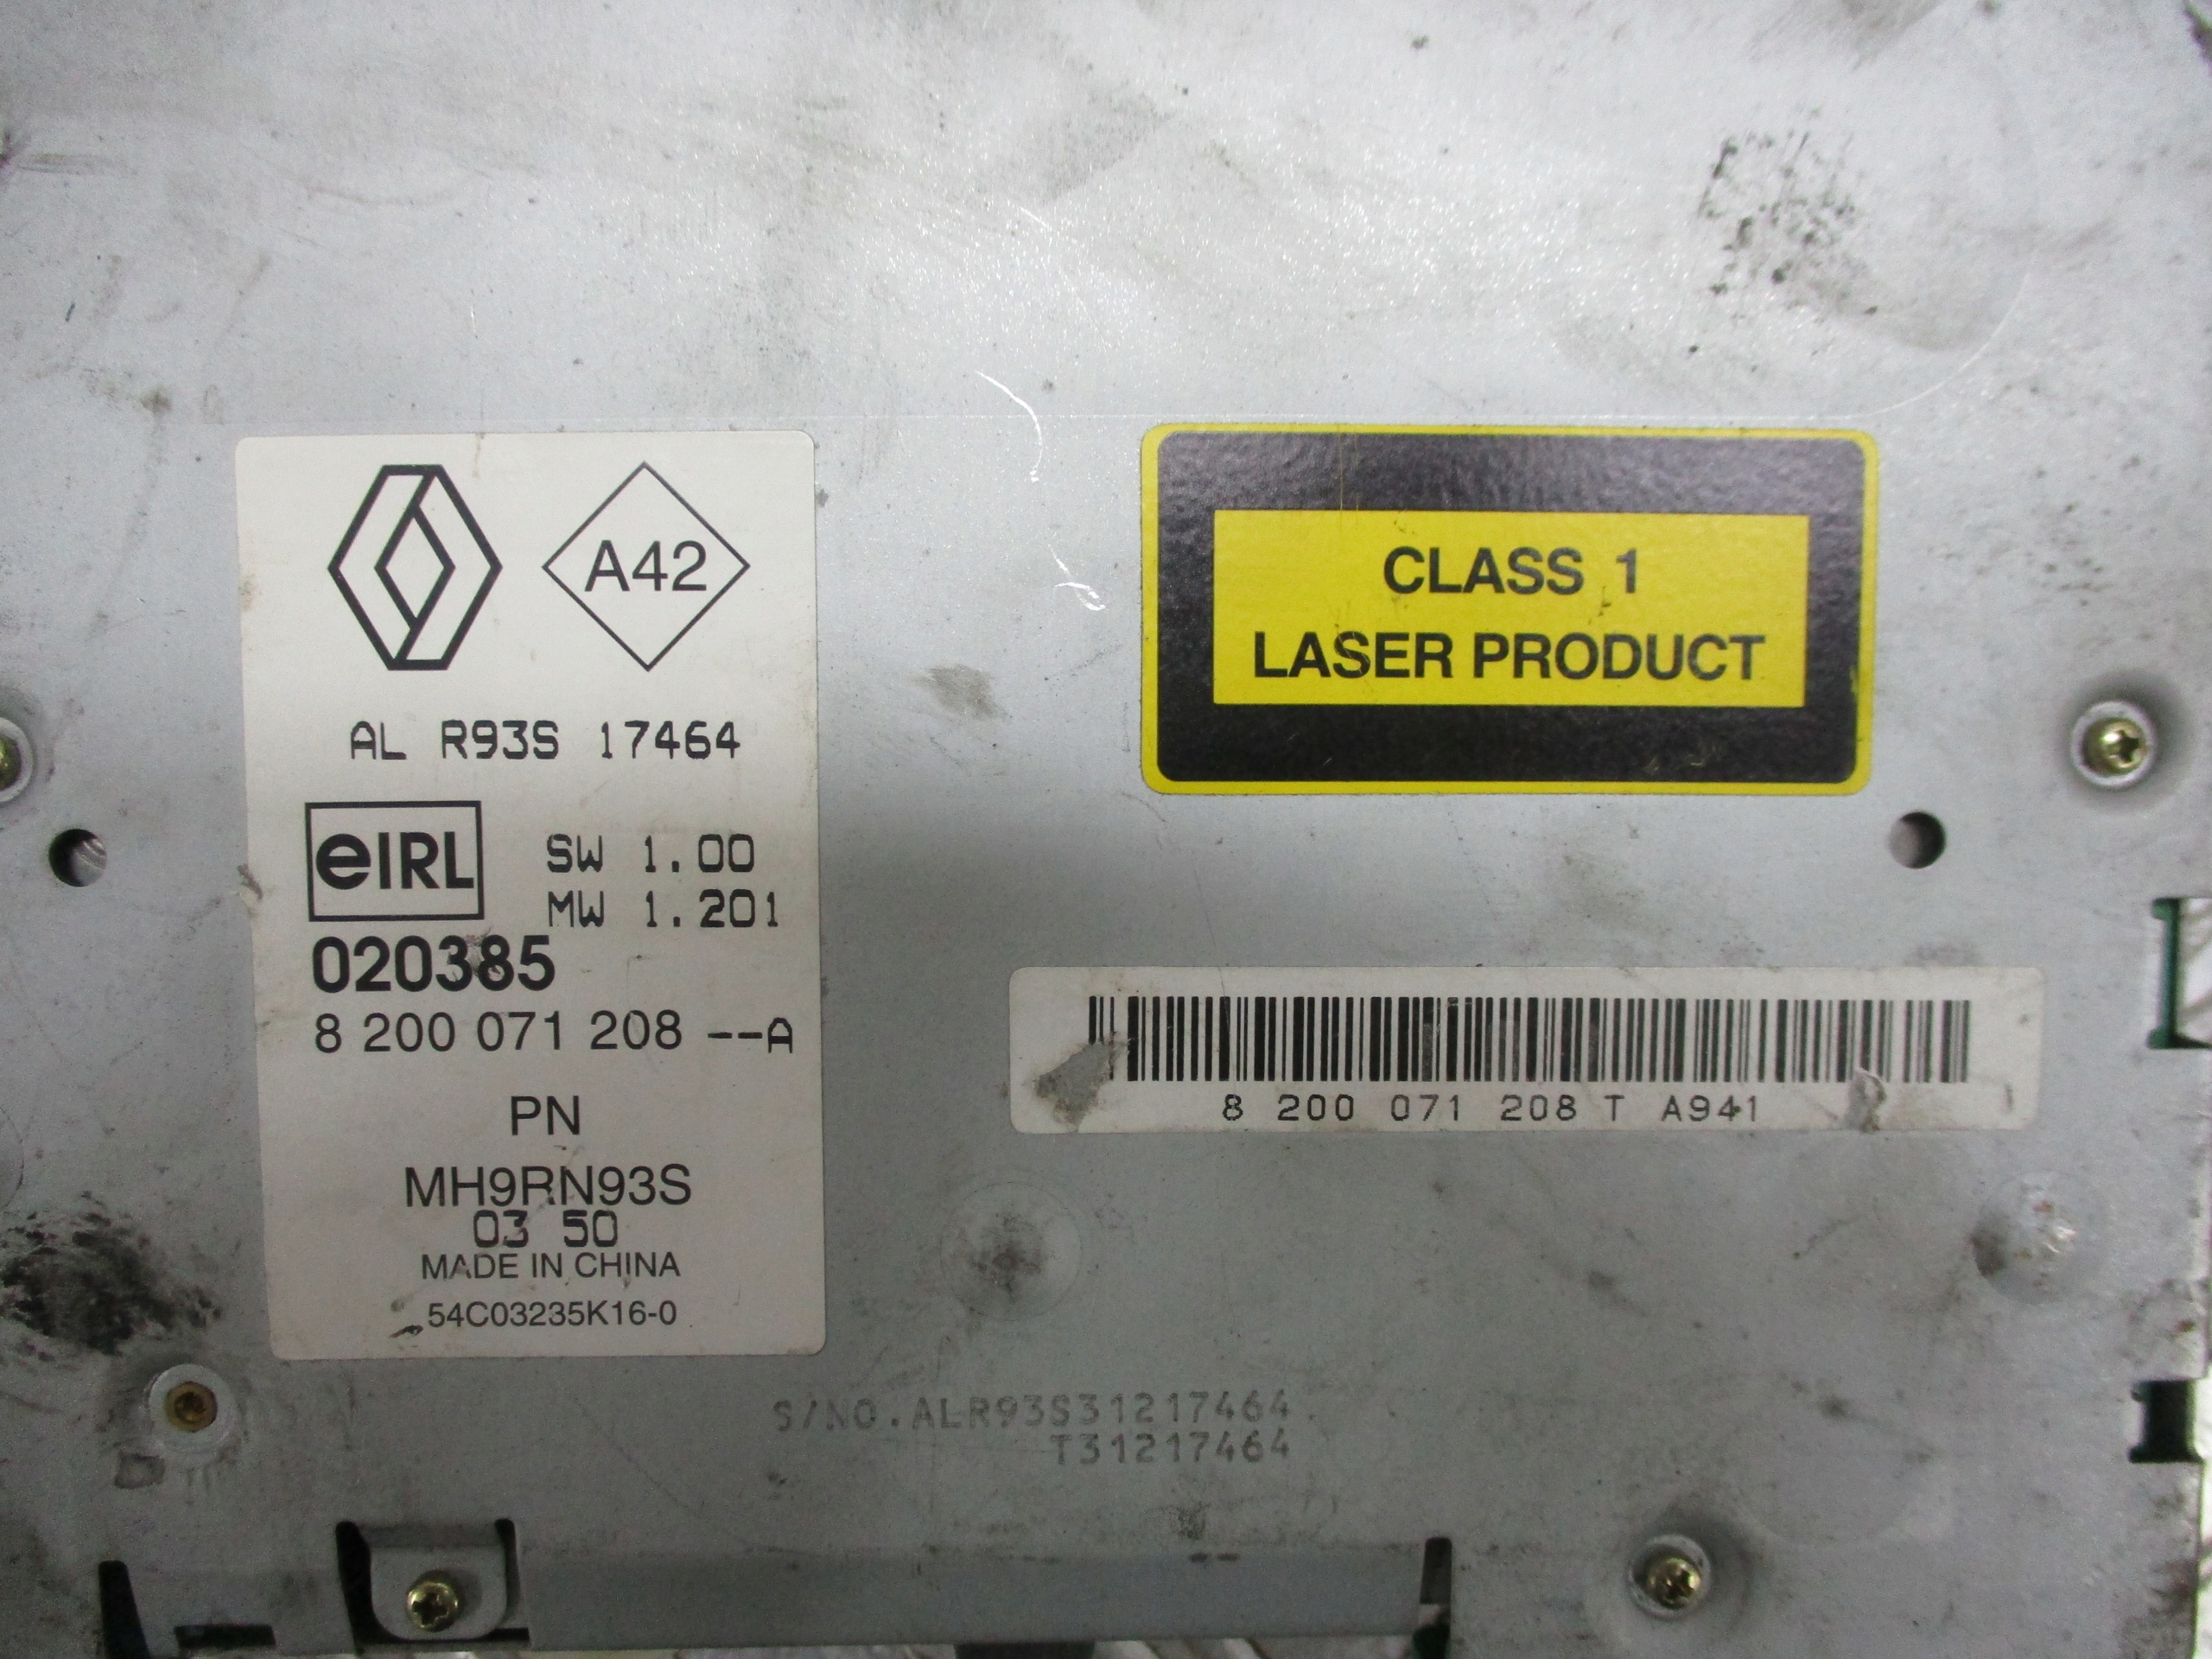 A42
AL R93S 17464
eIRL
SW 1.00
MW 1.201
020385
8 200 071 208 --A
PN
MH9RN93S
03 50
MADE IN CHINA
54C03235K16-0
CLASS 1
LASER PRODUCT
8 200 071 208 T A941
S/NO.ALR93S31217464
T31217464